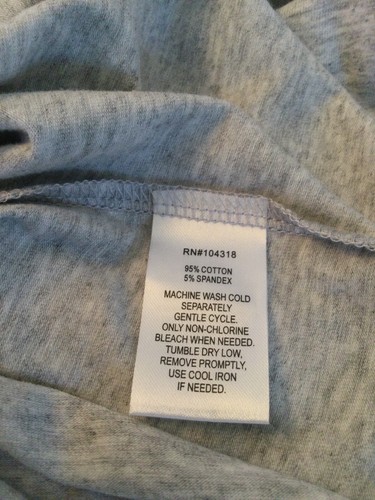 RN#104318
95% COTTON
5% SPANDEX
MACHINE WASH COLD
SEPARATELY
GENTLE CYCLE.
ONLY NON-CHLORINE
BLEACH WHEN NEEDED.
TUMBLE DRY LOW,
REMOVE PROMPTLY,
USE COOL IRON
IF NEEDED.